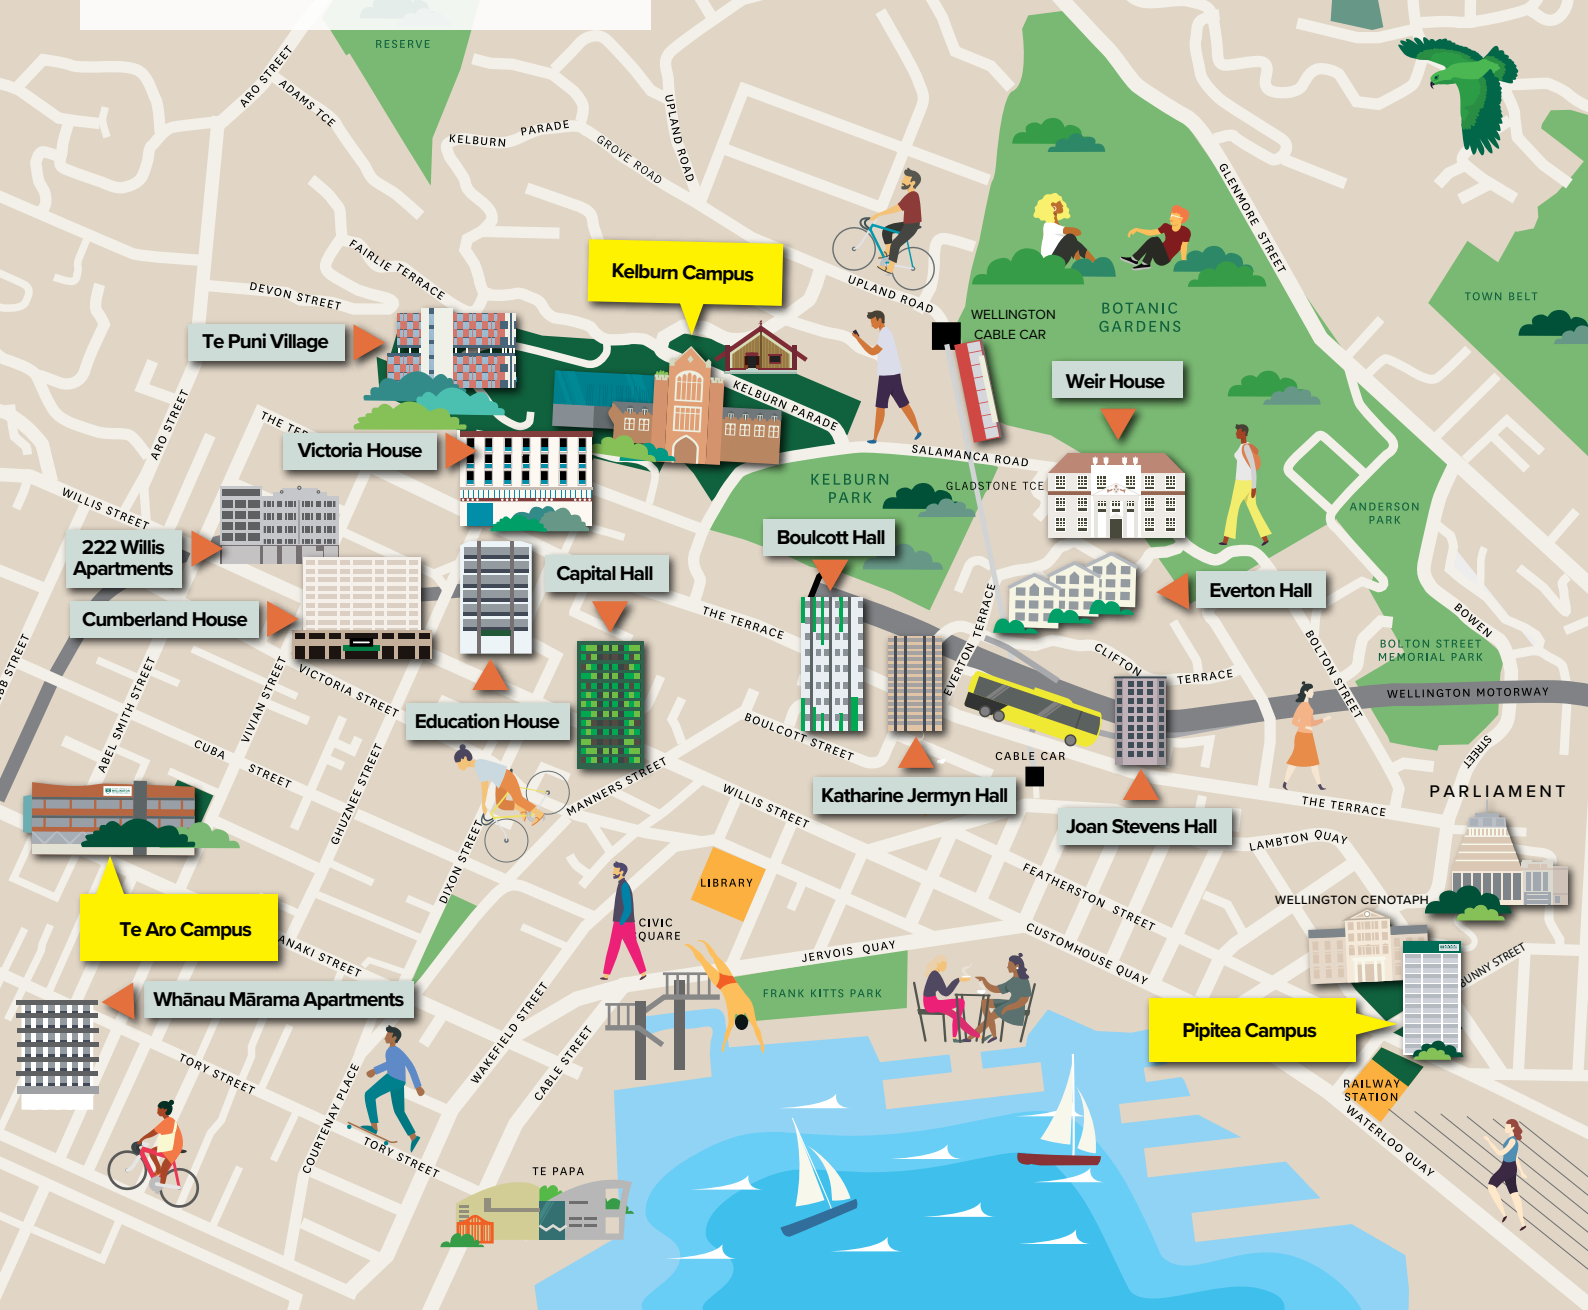 RESERVE
ARO STREET
ADAMS TCE
KELBURN PARADE
GROVE ROAD
UPLAND ROAD
GLENMORE STREET
FAIRLIE TERRACE
DEVON STREET
Kelburn Campus
UPLAND ROAD
WELLINGTON
CABLE CAR
BOTANIC
GARDENS
TOWN BELT
Te Puni Village
Weir House
KELBURN PARADE
ARO STREET
THE
Victoria House
SALAMANCA ROAD
KELBURN
PARK
GLADSTONE TCE
ANDERSON
PARK
WILLIS STREET
222 Willis
Apartments
Boulcott Hall
Capital Hall
Everton Hall
Cumberland House
THE TERRACE
EVERTON TERRACE
CLIFTON TERRACE
BOLTON STREET
BOWEN
STREET
BOLTON STREET
MEMORIAL PARK
WELLINGTON MOTORWAY
STREET
ABEL SMITH STREET
VIVIAN STREET
VICTORIA STREET
Education House
BOULCOTT STREET
CUBA STREET
GHUZNEE STREET
MANNERS STREET
WILLIS STREET
CABLE CAR
Katharine Jermyn Hall
Joan Stevens Hall
THE TERRACE
LAMBTON QUAY
PARLIAMENT
DIXON STREET
LIBRARY
FEATHERSTON STREET
WELLINGTON CENOTAPH
Te Aro Campus
ANAKI STREET
CIVIC
SQUARE
JERVOIS QUAY
CUSTOMHOUSE QUAY
BUNNY STREET
FRANK KITTS PARK
Whānau Mārama Apartments
Pipitea Campus
WAKEFIELD STREET
CABLE STREET
TORY STREET
COURTENAY PLACE
TORY STREET
RAILWAY
STATION
WATERLOO QUAY
TE PAPA